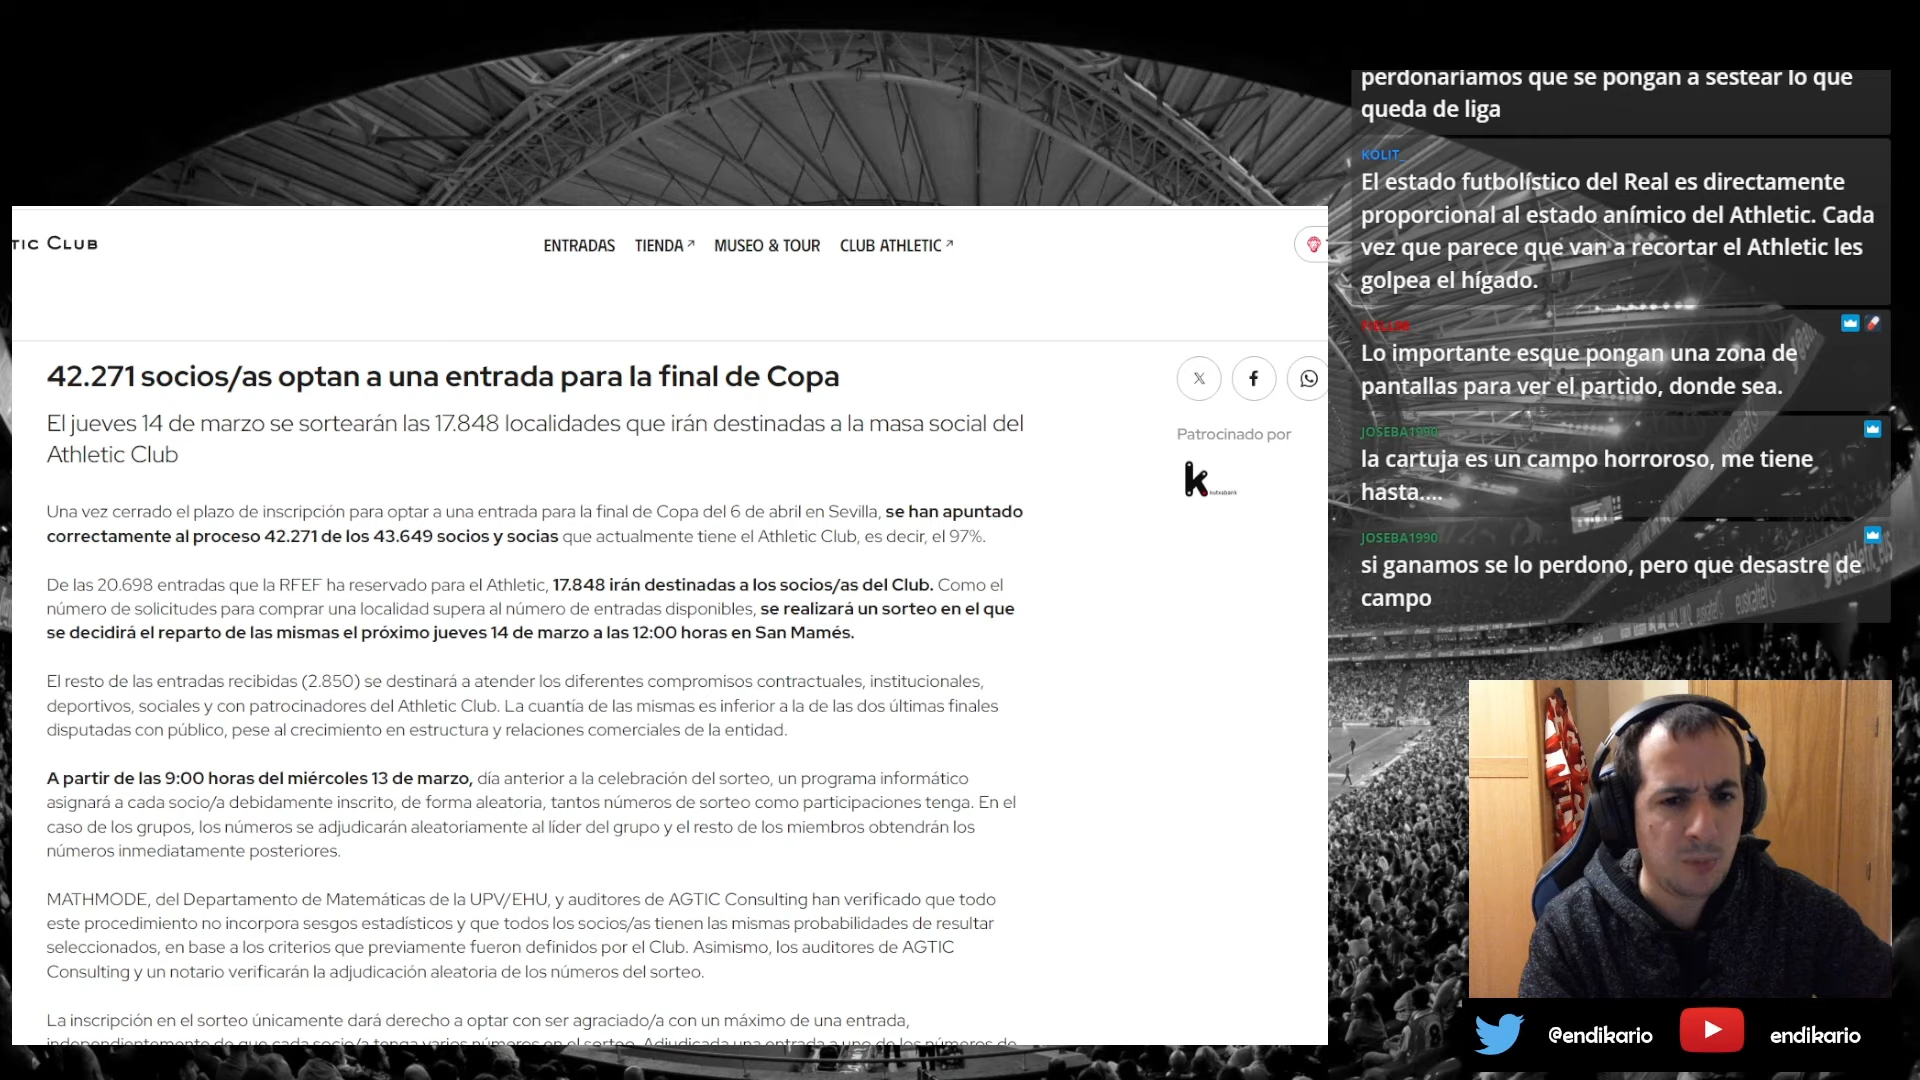 TIC CLUB
ENTRADAS TIENDA↗ MUSEO & TOUR CLUB ATHLETIC↗
42.271 socios/as optan a una entrada para la final de Copa
El jueves 14 de marzo se sortearán las 17.848 localidades que irán destinadas a la masa social del
Athletic Club
Patrocinado por
k kutxabank
Una vez cerrado el plazo de inscripción para optar a una entrada para la final de Copa del 6 de abril en Sevilla, se han apuntado
correctamente al proceso 42.271 de los 43.649 socios y socias que actualmente tiene el Athletic Club, es decir, el 97%.
De las 20.698 entradas que la RFEF ha reservado para el Athletic, 17.848 irán destinadas a los socios/as del Club. Como el
número de solicitudes para comprar una localidad supera al número de entradas disponibles, se realizará un sorteo en el que
se decidirá el reparto de las mismas el próximo jueves 14 de marzo a las 12:00 horas en San Mamés.
El resto de las entradas recibidas (2.850) se destinará a atender los diferentes compromisos contractuales, institucionales,
deportivos, sociales y con patrocinadores del Athletic Club. La cuantía de las mismas es inferior a la de las dos últimas finales
disputadas con público, pese al crecimiento en estructura y relaciones comerciales de la entidad.
A partir de las 9:00 horas del miércoles 13 de marzo, día anterior a la celebración del sorteo, un programa informático
asignará a cada socio/a debidamente inscrito, de forma aleatoria, tantos números de sorteo como participaciones tenga. En el
caso de los grupos, los números se adjudicarán aleatoriamente al líder del grupo y el resto de los miembros obtendrán los
números inmediatamente posteriores.
MATHMODE, del Departamento de Matemáticas de la UPV/EHU, y auditores de AGTIC Consulting han verificado que todo
este procedimiento no incorpora sesgos estadísticos y que todos los socios/as tienen las mismas probabilidades de resultar
seleccionados, en base a los criterios que previamente fueron definidos por el Club. Asimismo, los auditores de AGTIC
Consulting y un notario verificarán la adjudicación aleatoria de los números del sorteo.
La inscripción en el sorteo únicamente dará derecho a optar con ser agraciado/a con un máximo de una entrada,
independientemente de que cada socio/a tenga varios números en el sorteo. Adjudicada una entrada a uno de los números de
perdonaríamos que se pongan a sestear lo que
queda de liga
KÓLIT_
El estado futbolístico del Real es directamente
proporcional al estado anímico del Athletic. Cada
vez que parece que van a recortar el Athletic les
golpea el hígado.
Lo importante esque pongan una zona de
pantallas para ver el partido, donde sea.
JOSEBA1990
la cartuja es un campo horroroso, me tiene
hasta....
JOSEBA1990
si ganamos se lo perdono, pero que desastre de
campo
@endikario endikario